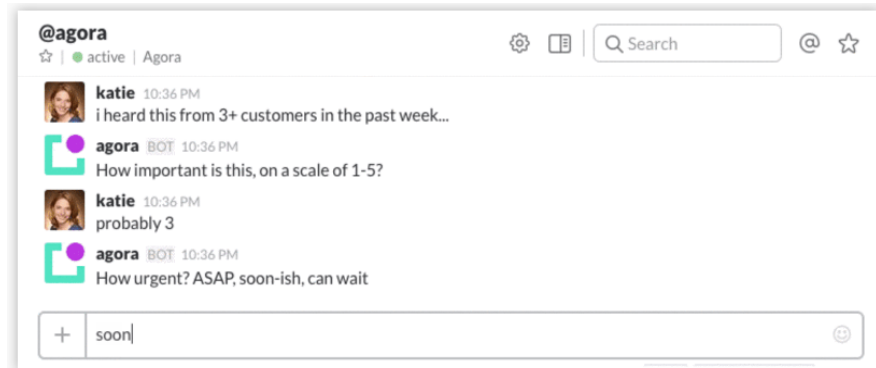 @agora
active | Agora
Search
katie 10:36 PM
i heard this from 3+ customers in the past week...
agora BOT 10:36 PM
How important is this, on a scale of 1-5?
katie 10:36 PM
probably 3
agora BOT 10:36 PM
How urgent? ASAP, soon-ish, can wait
soon